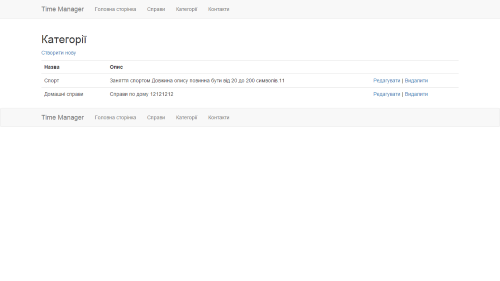 Time Manager Головна сторінка Справи Категорії Контакти
Категорії
Створити нову
Назва Опис
Спорт Заняття спортом Довжина опису повинна бути від 20 до 200 символів 11 Редагувати | Видалити
Домашні справи Справи по дому 12121212 Редагувати | Видалити
Time Manager Головна сторінка Справи Категорії Контакти